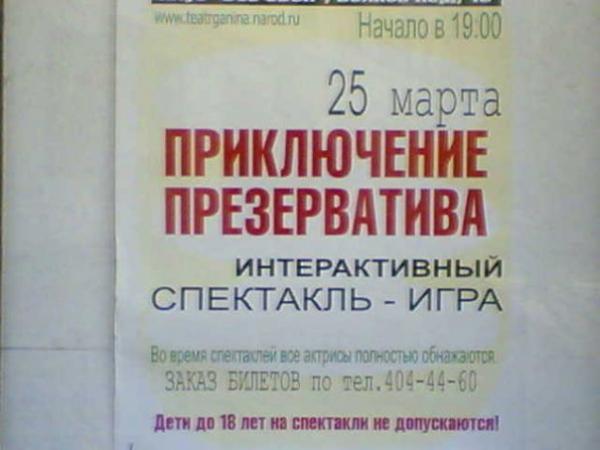 www.teatrganina.narod.ru
Начало в 19:00
25 марта
ПРИКЛЮЧЕНИЕ
ПРЕЗЕРВАТИВА
ИНТЕРАКТИВНЫЙ
СПЕКТАКЛЬ - ИГРА
Во время спектаклей все актрисы полностью обнажаются.
ЗАКАЗ БИЛЕТОВ по тел.404-44-60
Дети до 18 лет на спектакли не допускаются!